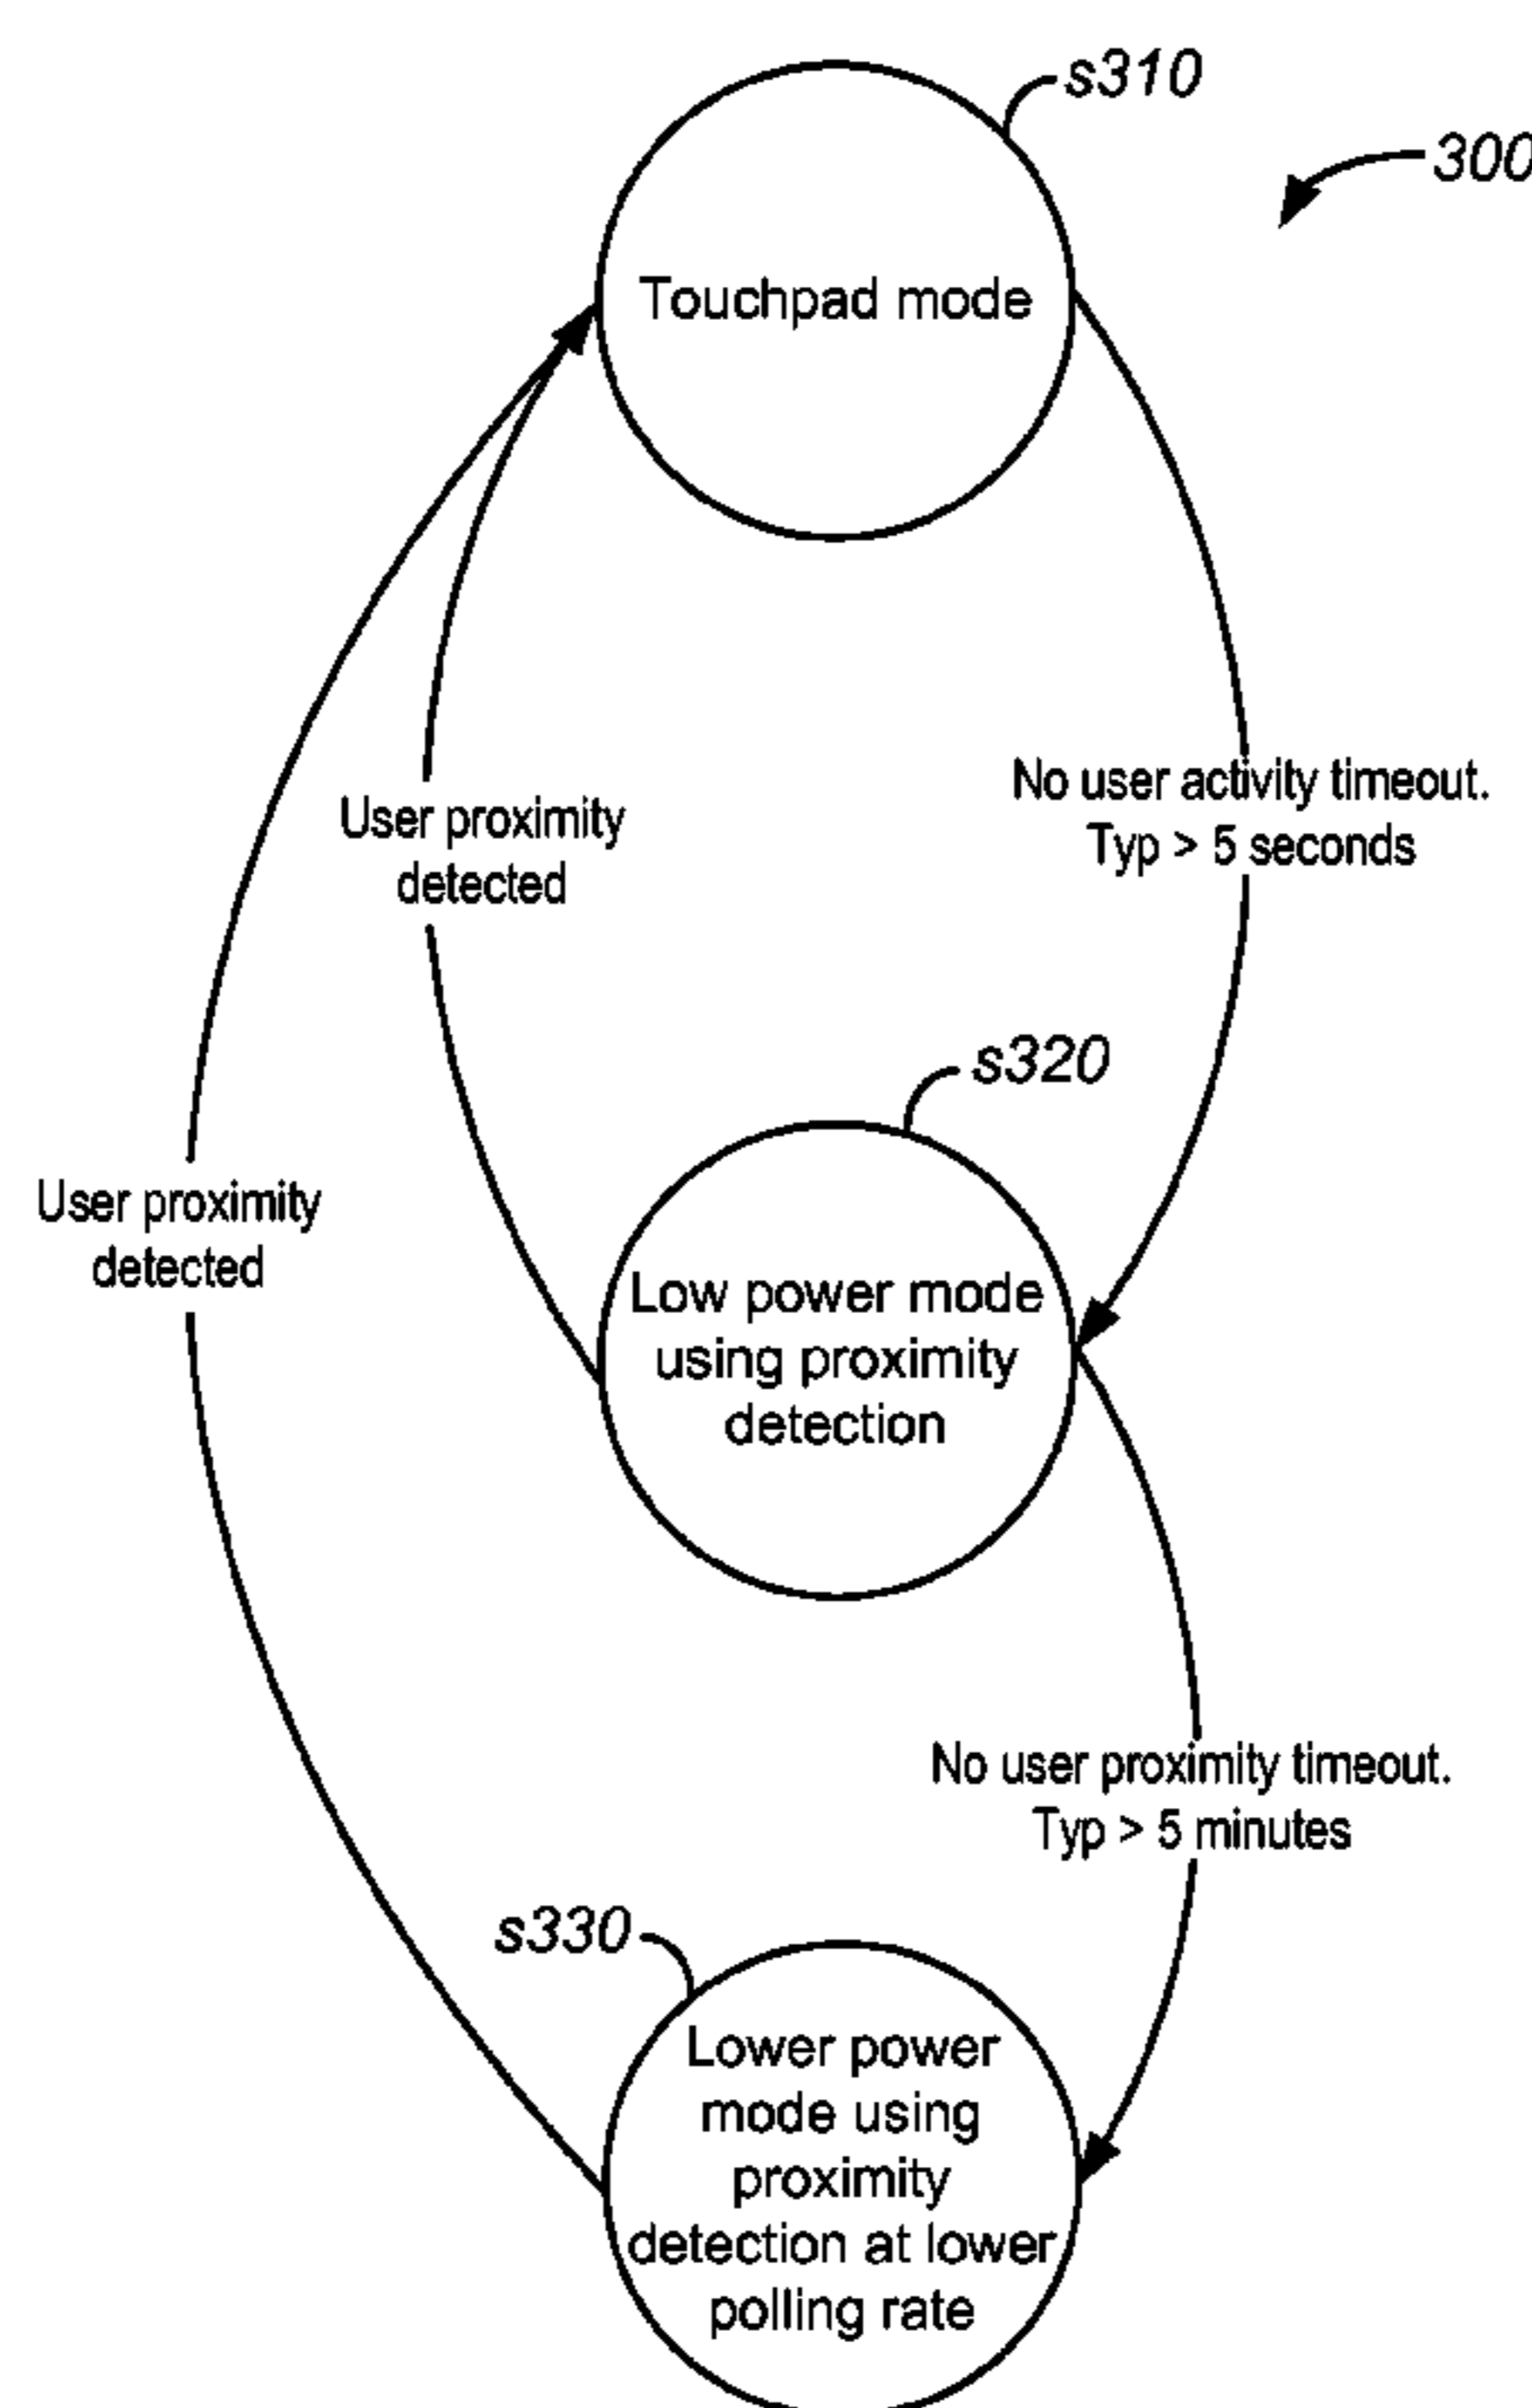 s310
300
Touchpad mode
No user activity timeout.
Typ > 5 seconds
User proximity
detected
s320
User proximity
detected
Low power mode
using proximity
detection
No user proximity timeout.
Typ > 5 minutes
s330
Lower power
mode using
proximity
detection at lower
polling rate